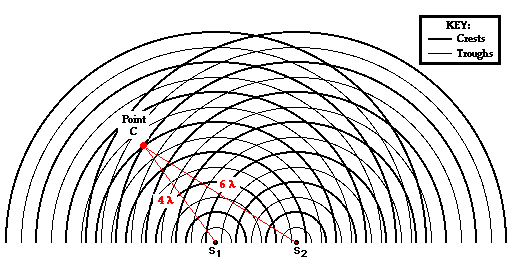 KEY:
Crests
Troughs
Point
C
4 λ
6 λ
S1
S2